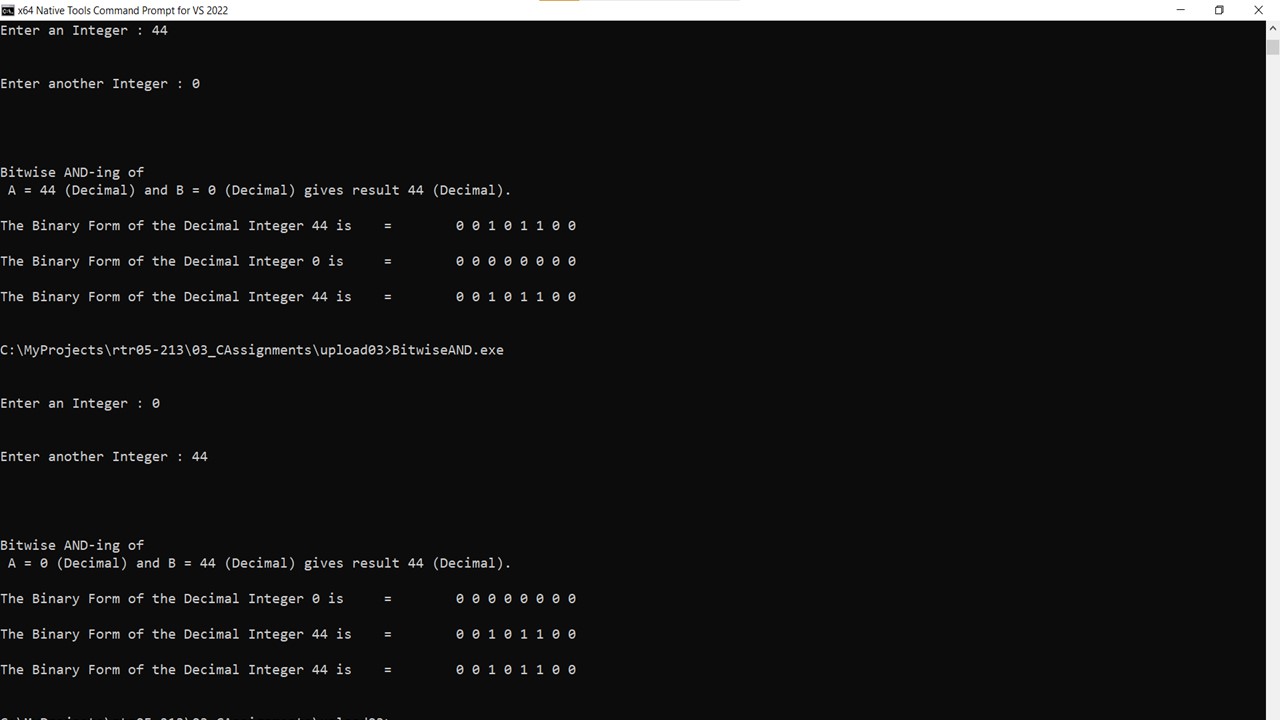 x64 Native Tools Command Prompt for VS 2022
Enter an Integer : 44
Enter another Integer : 0
Bitwise AND-ing of
A = 44 (Decimal) and B = 0 (Decimal) gives result 44 (Decimal).
The Binary Form of the Decimal Integer 44 is = 0 0 1 0 1 1 0 0
The Binary Form of the Decimal Integer 0 is = 0 0 0 0 0 0 0 0
The Binary Form of the Decimal Integer 44 is = 0 0 1 0 1 1 0 0
C:\MyProjects\rtr05-213\03_CAssignments\upload03>BitwiseAND.exe
Enter an Integer : 0
Enter another Integer : 44
Bitwise AND-ing of
A = 0 (Decimal) and B = 44 (Decimal) gives result 44 (Decimal).
The Binary Form of the Decimal Integer 0 is = 0 0 0 0 0 0 0 0
The Binary Form of the Decimal Integer 44 is = 0 0 1 0 1 1 0 0
The Binary Form of the Decimal Integer 44 is = 0 0 1 0 1 1 0 0